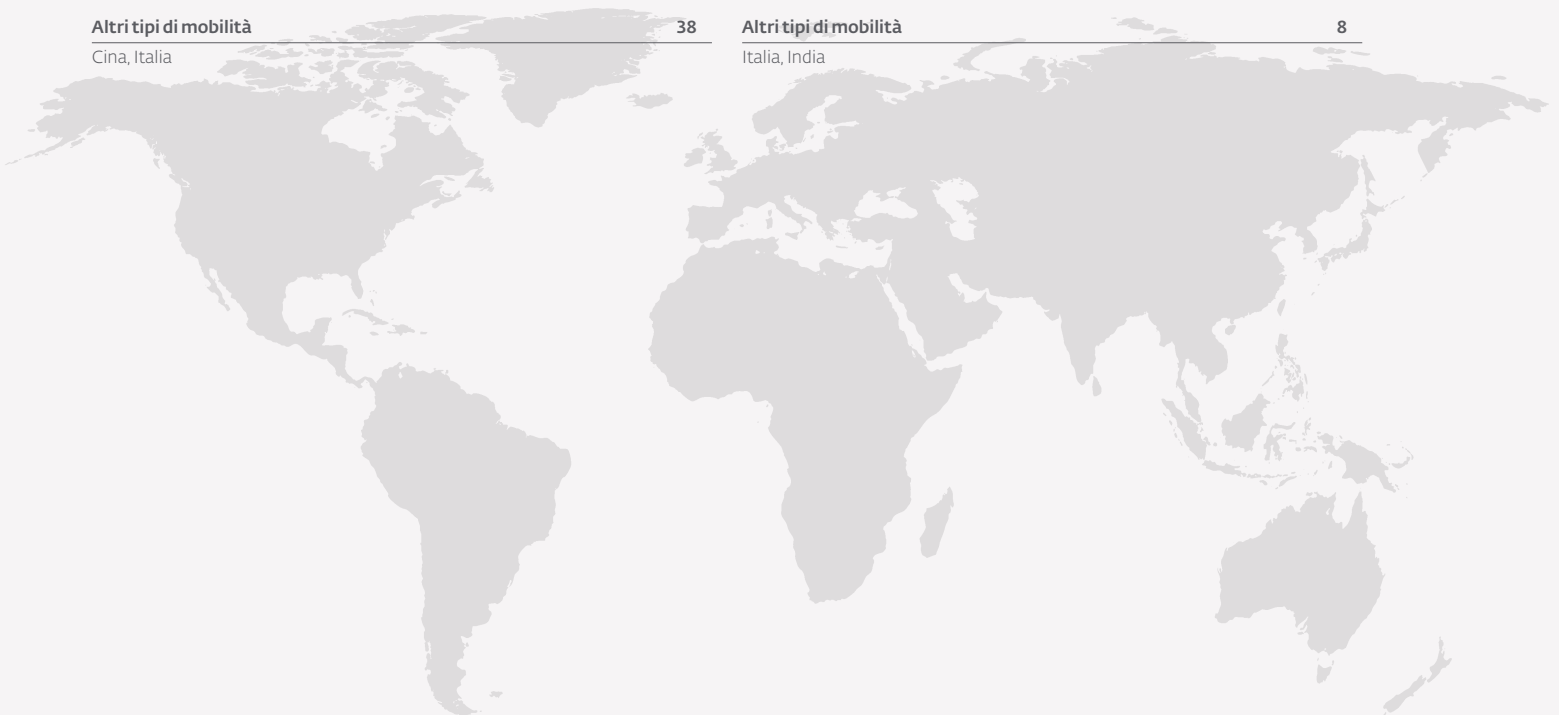 Altri tipi di mobilità 38
Cina, Italia
Altri tipi di mobilità 8
Italia, India